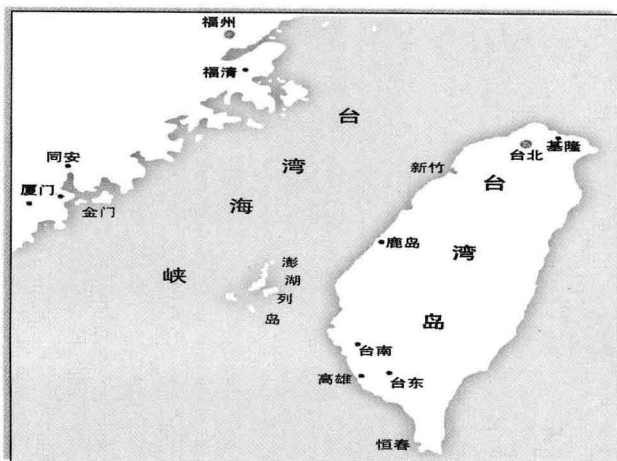 福州
福清
台
湾
海
峡
同安
厦门
金门
澎
湖
列
岛
新竹
台北
基隆
台
湾
岛
鹿岛
台南
高雄
台东
恒春